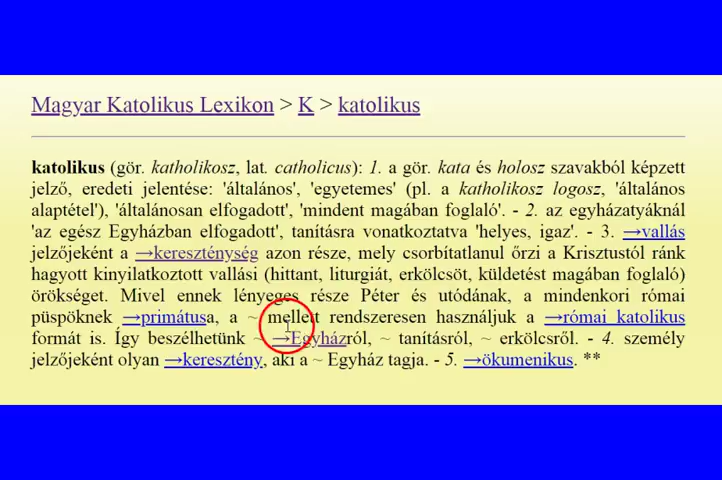 Magyar Katolikus Lexikon > K > katolikus
katolikus (gör. katholikosz, lat. catholicus): 1. a gör. kata és holosz szavakból képzett
jelző, eredeti jelentése: 'általános', 'egyetemes' (pl. a katholikosz logosz, 'általános
alaptétel'), 'általánosan elfogadott', 'mindent magában foglaló'. - 2. az egyházatyáknál
'az egész Egyházban elfogadott', tanításra vonatkoztatva 'helyes, igaz'. - 3. →vallás
jelzőjeként a →kereszténység azon része, mely csorbítatlanul őrzi a Krisztustól ránk
hagyott kinyilatkozott vallási (hittant, liturgiát, erkölcsöt, küldetést magában foglaló)
örökséget. Mivel ennek lényeges része Péter és utódának, a mindenkori római
püspöknek →primátusa, a ~ mellett rendszeresen használjuk a →római katolikus
formát is. Így beszélhetünk ~ →Egyházról, ~ tanításról, ~ erkölcsről. - 4. személy
jelzőjeként olyan →keresztény, aki a ~ Egyház tagja. - 5. →ökumenikus. **